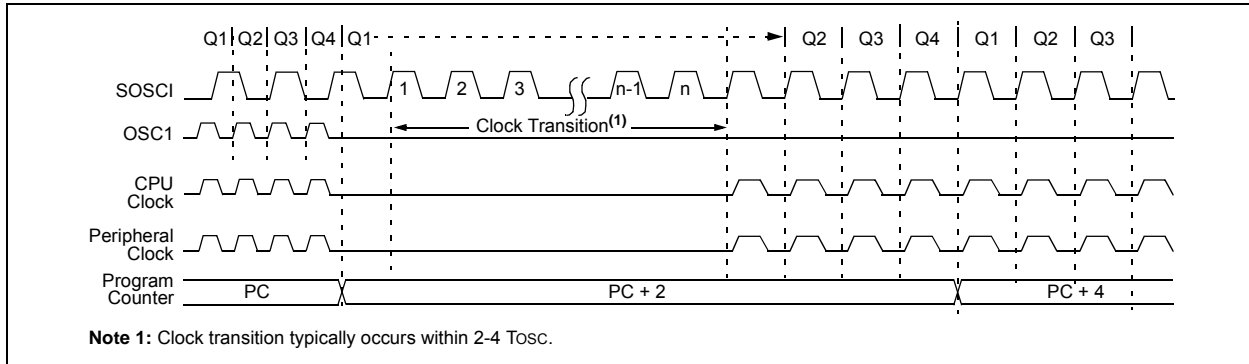 Q1 Q2 Q3 Q4 Q1 Q2 Q3 Q4 Q1 Q2 Q3
SOSCI 1 2 3 n-1 n
OSC1 Clock Transition(1)
CPU
Clock
Peripheral
Clock
Program
Counter PC PC + 2 PC + 4
Note 1: Clock transition typically occurs within 2-4 TOSC.